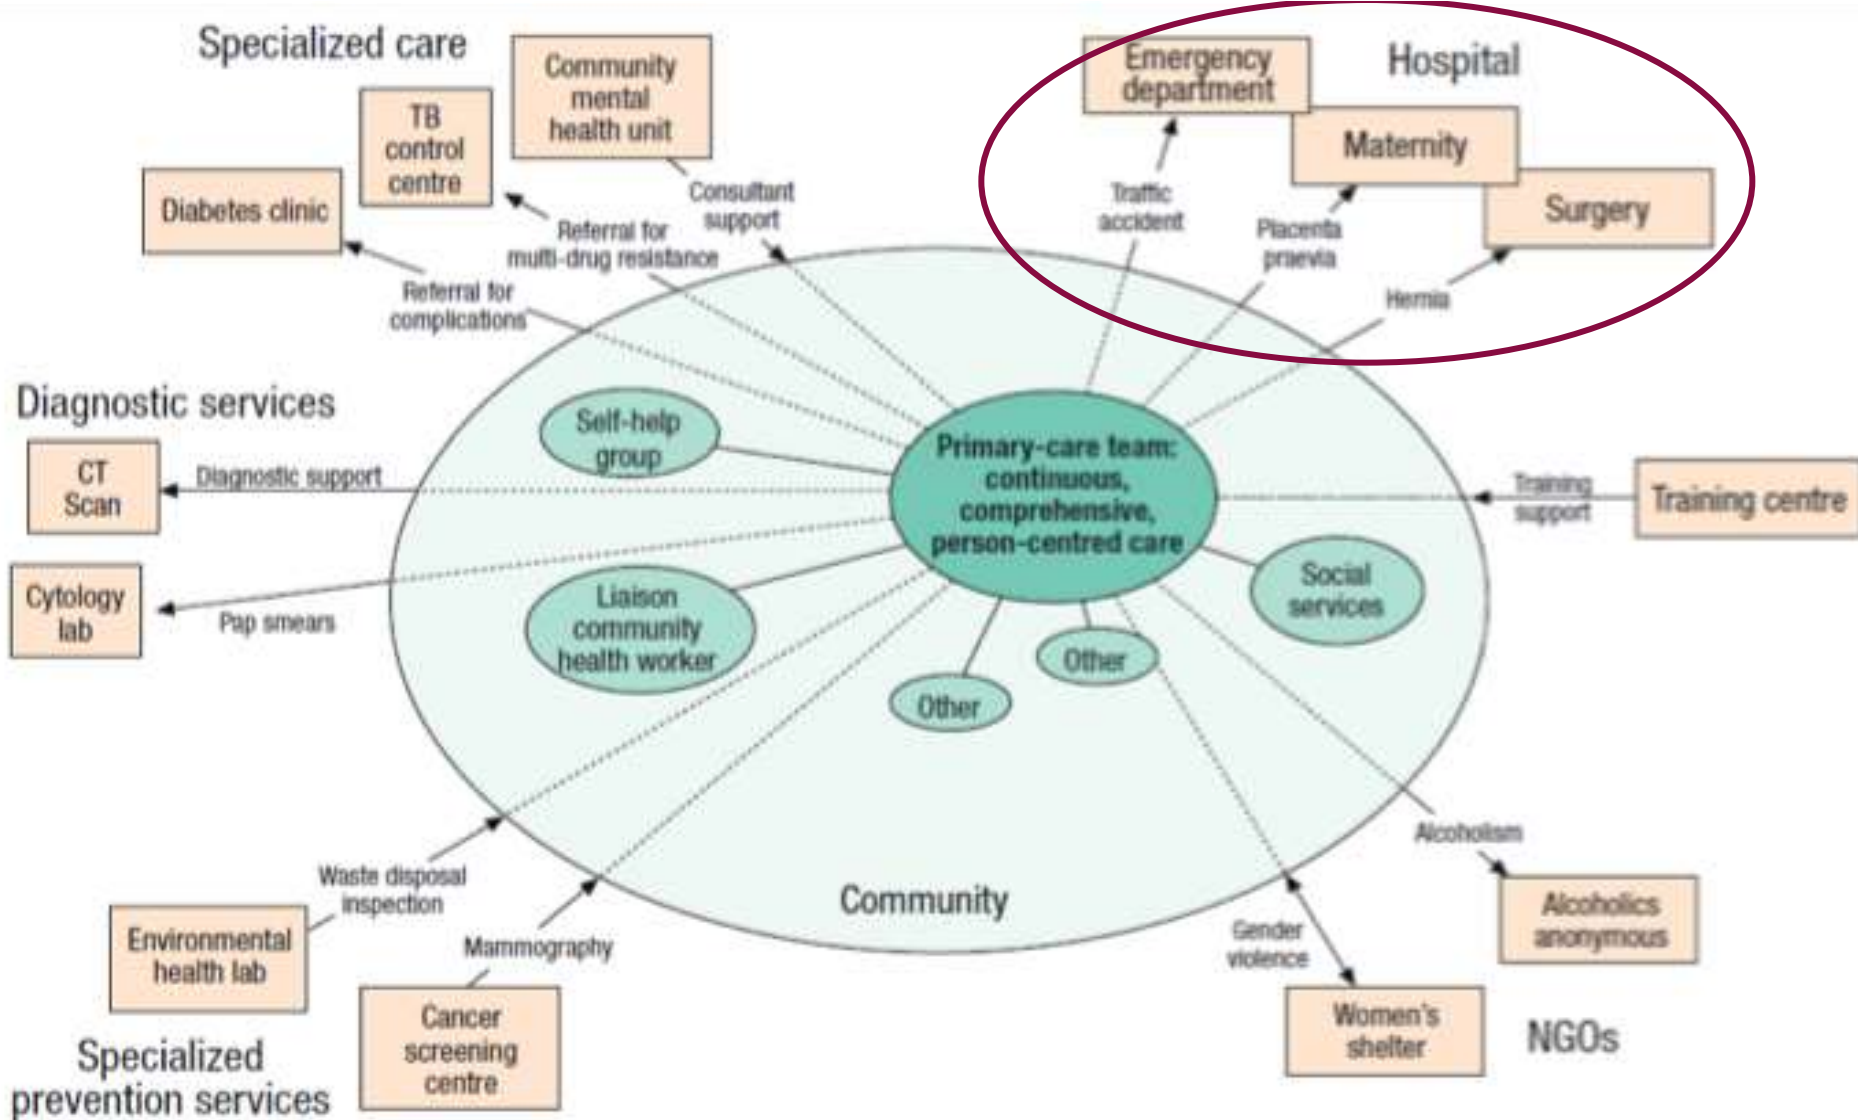 Specialized care
Community
mental
health unit
TB
control
centre
Diabetes clinic
Consultant
support
Referral for
multi-drug resistance
Referral for
complications
Emergency
department
Hospital
Maternity
Surgery
Traffic
accident
Placenta
praevia
Hernia
Diagnostic services
CT
Scan
Diagnostic support
Cytology
lab
Pap smears
Self-help
group
Primary-care team:
continuous,
comprehensive,
person-centred care
Liaison
community
health worker
Other
Other
Social
services
Training
support
Training centre
Community
Waste disposal
inspection
Environmental
health lab
Mammography
Cancer
screening
centre
Specialized
prevention services
Alcoholism
Alcoholics
anonymous
Gender
violence
Women's
shelter
NGOs